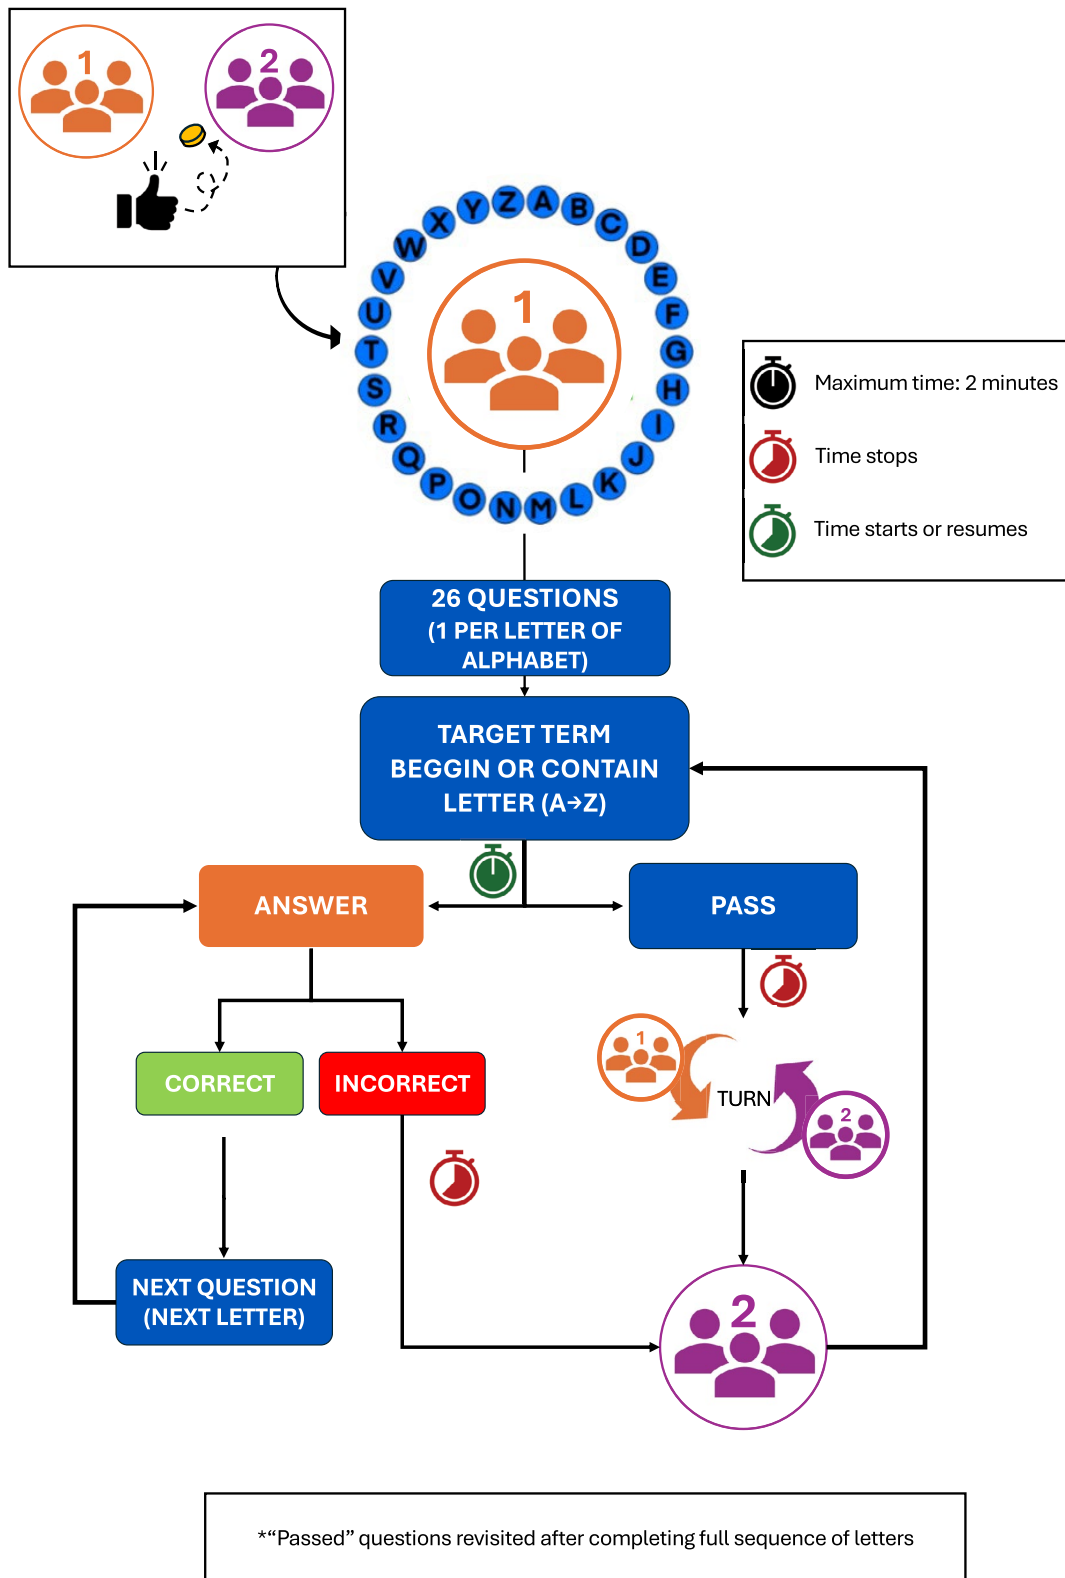 1
2
A
B
C
D
E
F
G
H
I
J
K
L
M
N
O
P
Q
R
S
T
U
V
W
X
Y
Z
1
Maximum time: 2 minutes
Time stops
Time starts or resumes
26 QUESTIONS
(1 PER LETTER OF
ALPHABET)
TARGET TERM
BEGGIN OR CONTAIN
LETTER (A→Z)
ANSWER
PASS
CORRECT
INCORRECT
1
TURN
2
NEXT QUESTION
(NEXT LETTER)
2
*“Passed” questions revisited after completing full sequence of letters